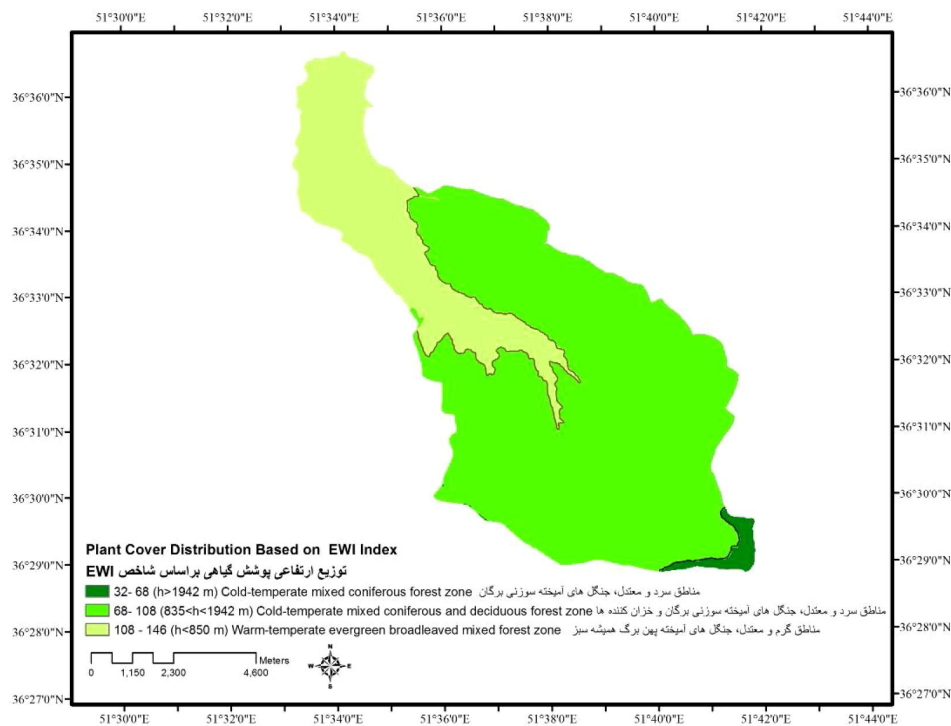 51°30'0"E 51°32'0"E 51°34'0"E 51°36'0"E 51°38'0"E 51°40'0"E 51°42'0"E 51°44'0"E
36°36'0"N 36°36'0"N
36°35'0"N 36°35'0"N
36°34'0"N 36°34'0"N
36°33'0"N 36°33'0"N
36°32'0"N 36°32'0"N
36°31'0"N 36°31'0"N
36°30'0"N 36°30'0"N
36°29'0"N 36°29'0"N
36°28'0"N 36°28'0"N
36°27'0"N 36°27'0"N
Plant Cover Distribution Based on EWI Index
توزیع ارتفاعی پوشش گیاهی براساس شاخص EWI
32- 68 (h>1942 m) Cold-temperate mixed coniferous forest zone مناطق سرد و معتدل، جنگل های آمیخته سوزنی برگان
68- 108 (835<h<1942 m) Cold-temperate mixed coniferous and deciduous forest zone مناطق سرد و معتدل، جنگل های آمیخته سوزنی برگان و خزان کننده ها
108 - 146 (h<850 m) Warm-temperate evergreen broadleaved mixed forest zone مناطق گرم و معتدل، جنگل های آمیخته پهن برگ همیشه سبز
Meters
0 1,150 2,300 4,600
N
W E
S
51°30'0"E 51°32'0"E 51°34'0"E 51°36'0"E 51°38'0"E 51°40'0"E 51°42'0"E